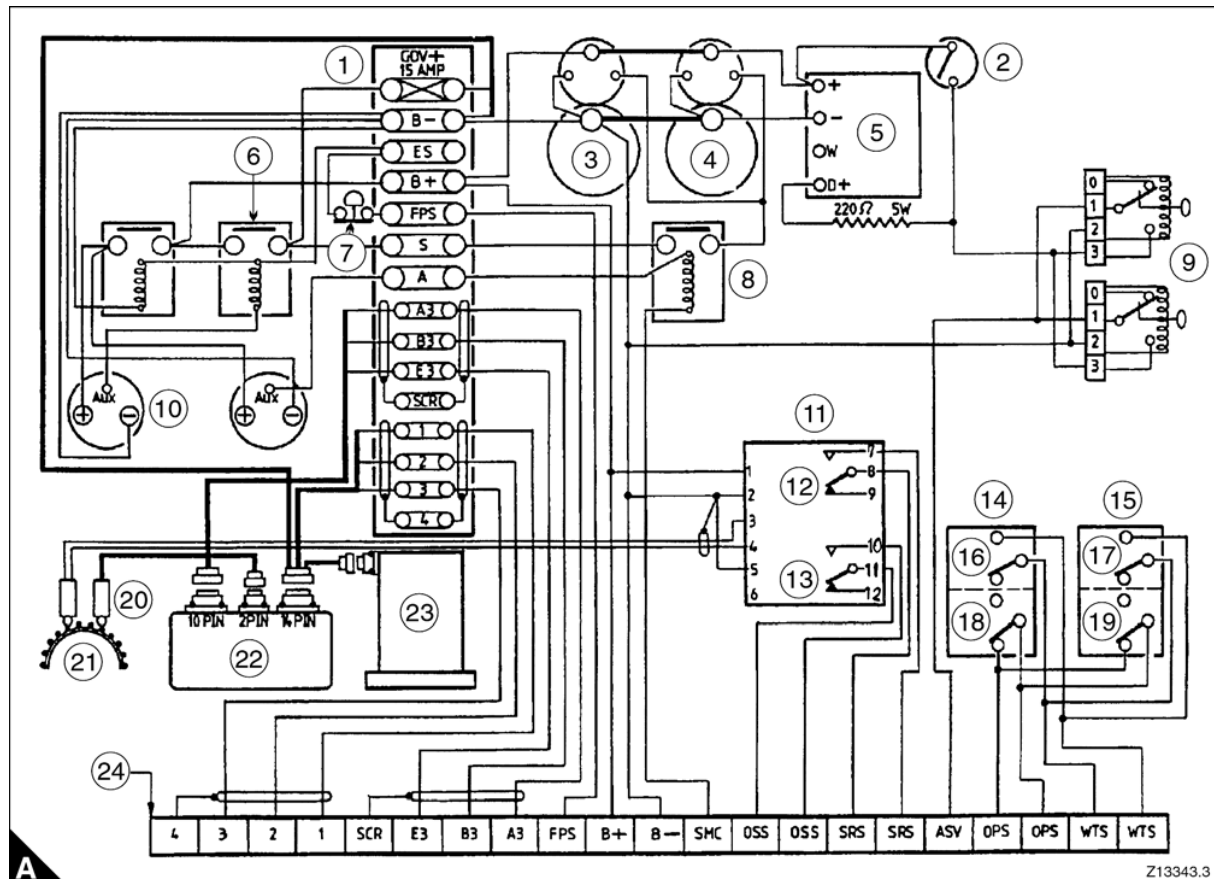 GOV+
15 AMP
B-
ES
B+
FPS
S
A
A3
B3
E3
SCR
1
2
3
4
1
2
3
4
5
6
7
8
9
10
11
12
13
14
15
16
17
18
19
20
21
22
23
24
+
-
W
D+
220Ω 5W
0
1
2
3
0
1
2
3
Aux
+ -
Aux
+ -
1
2
3
4
5
6
7
8
9
10
11
12
10 PIN 2PIN 14 PIN
4 3 2 1 SCR E3 B3 A3 FPS B+ B- SMC OSS OSS SRS SRS ASV OPS OPS WTS WTS
A
Z13343.3